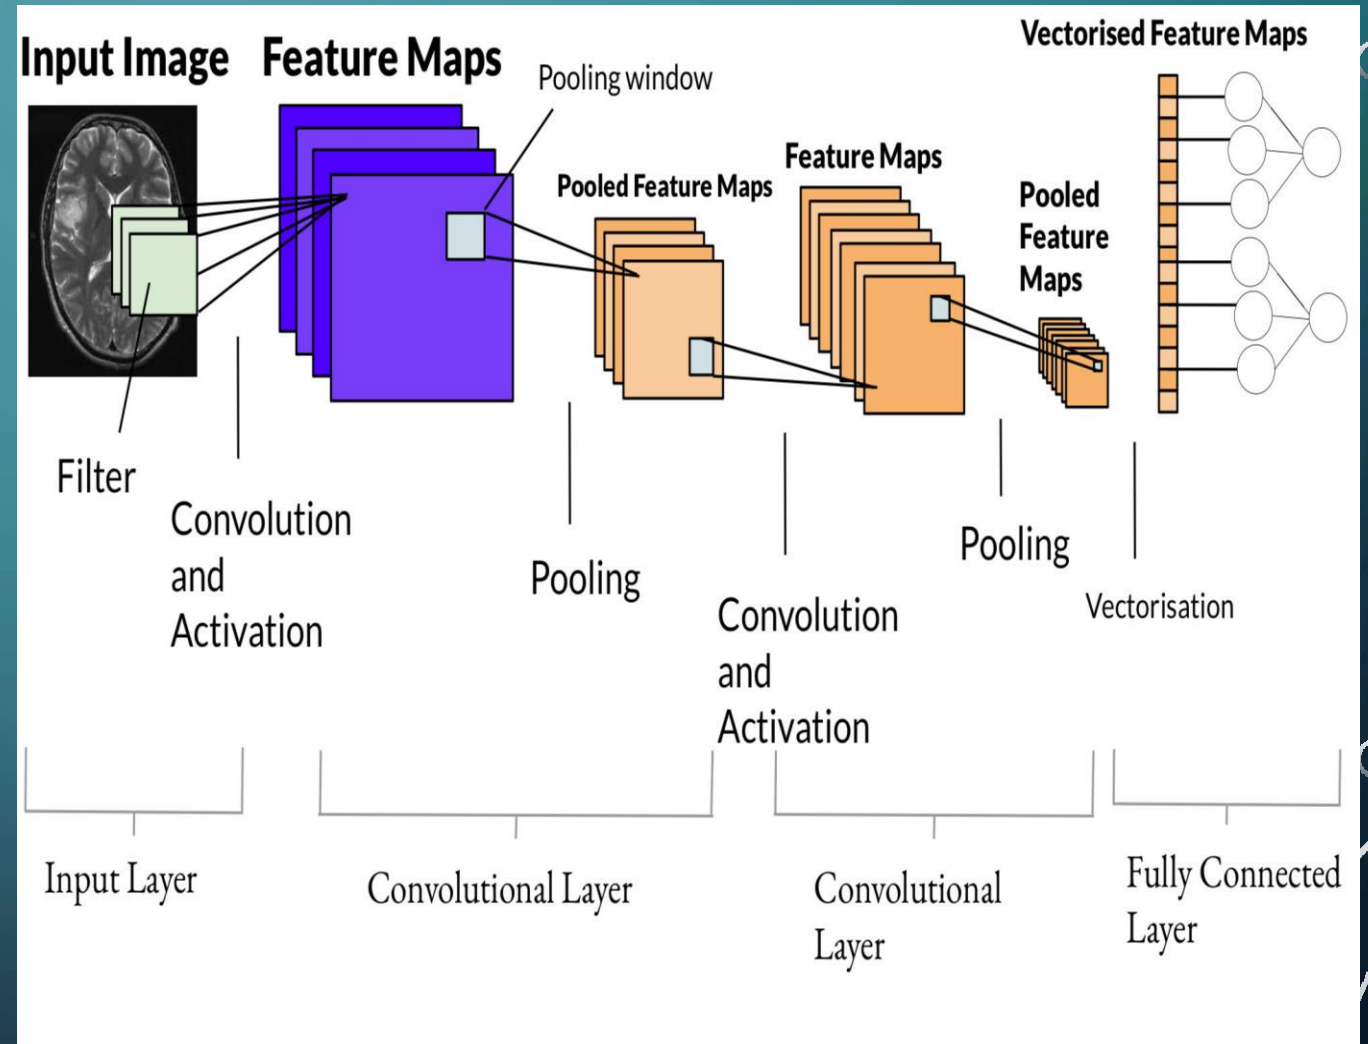 Input Image
Feature Maps
Pooling window
Pooled Feature Maps
Feature Maps
Pooled
Feature
Maps
Vectorised Feature Maps
Filter
Convolution
and
Activation
Pooling
Convolution
and
Activation
Pooling
Vectorisation
Input Layer
Convolutional Layer
Convolutional
Layer
Fully Connected
Layer